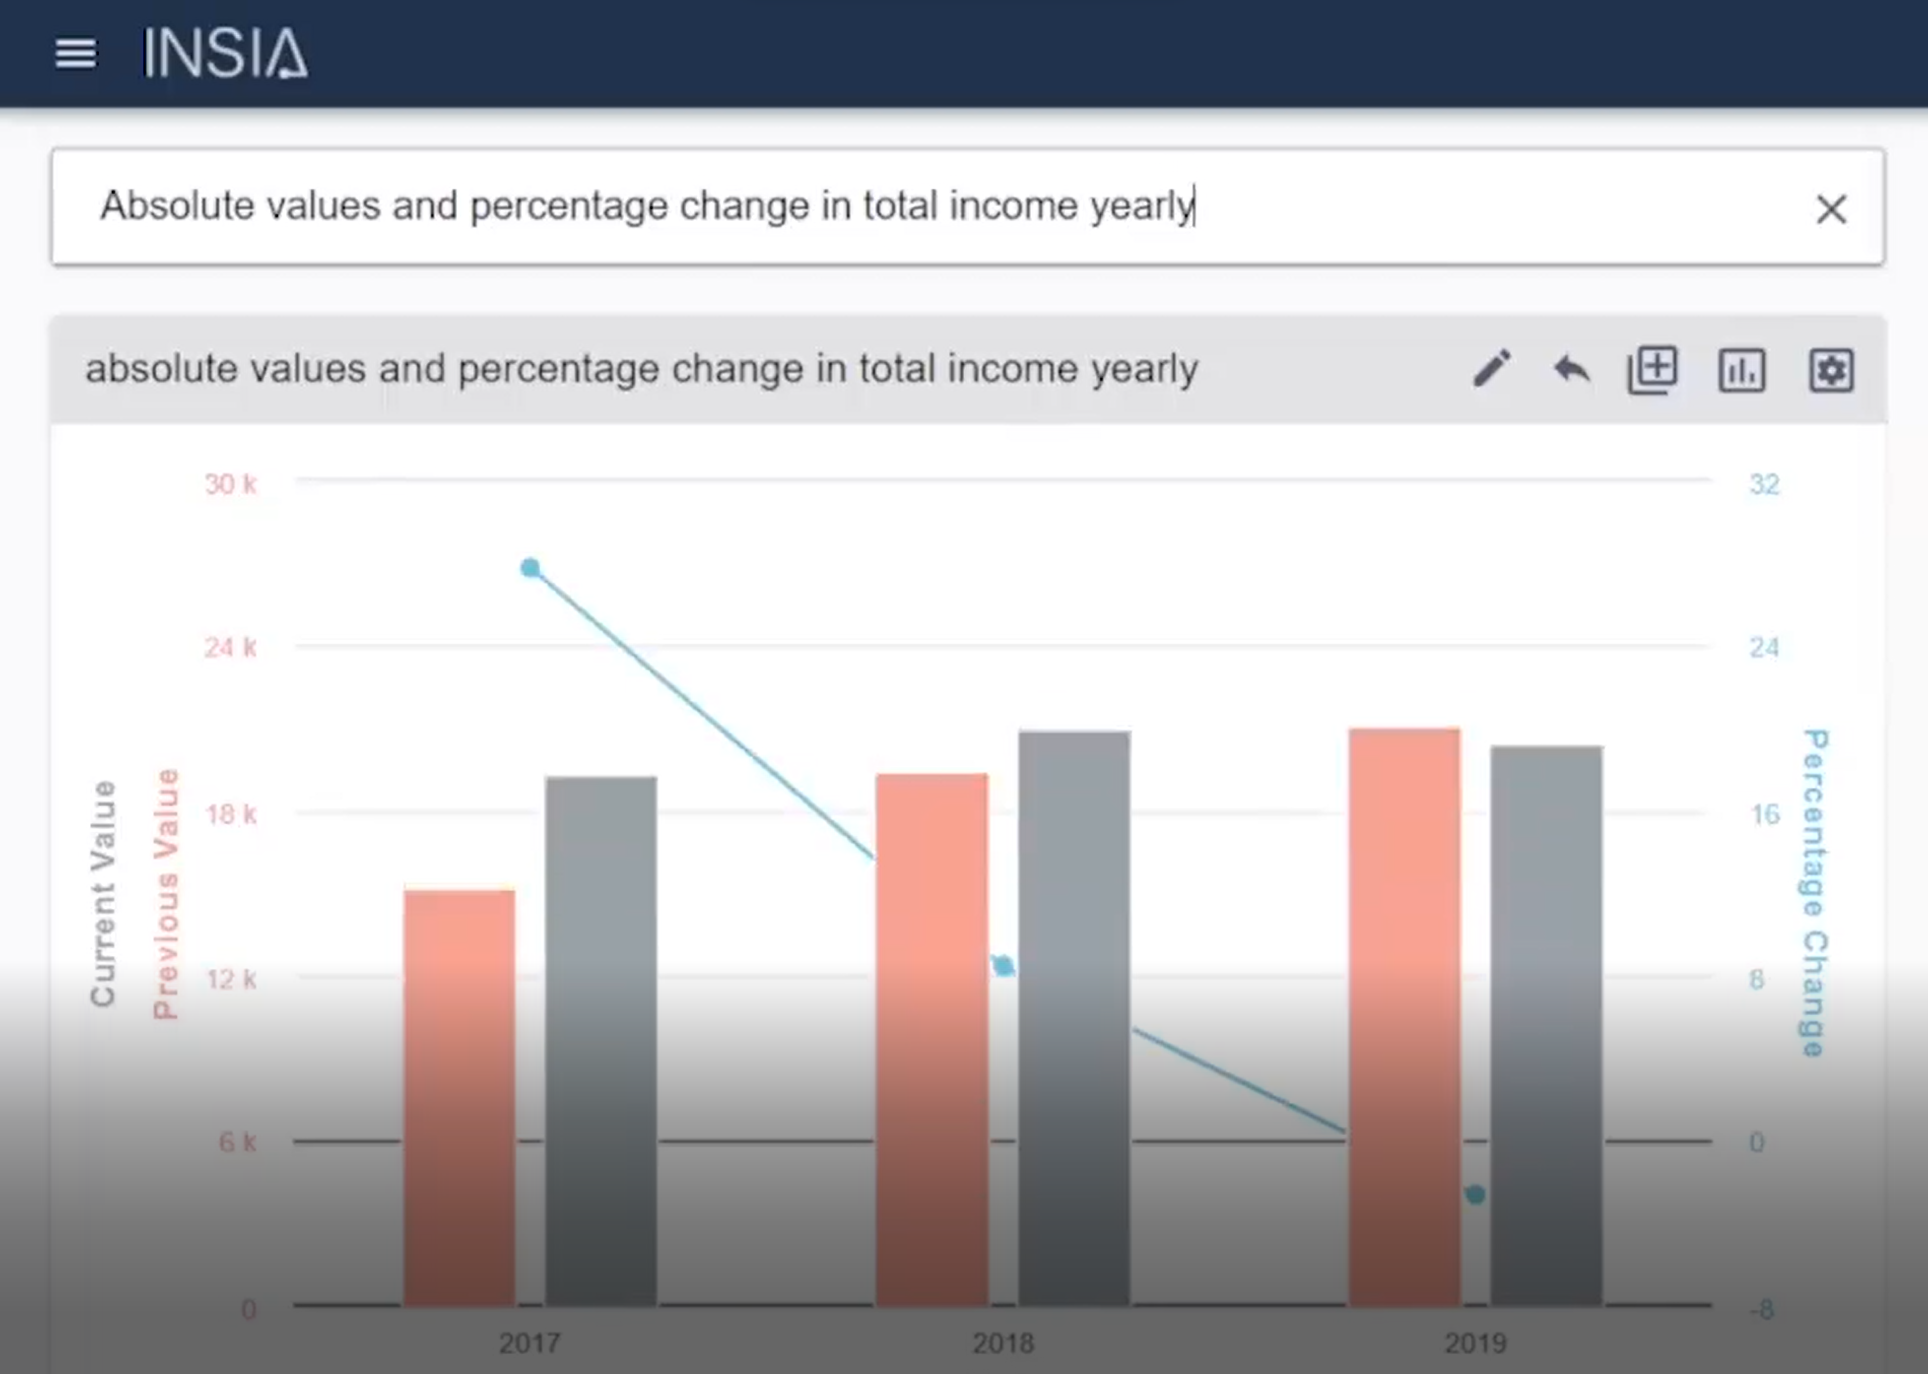 INSIA
Absolute values and percentage change in total income yearly
absolute values and percentage change in total income yearly
30 k
32
24 k
24
18 k
16
12 k
8
6 k
0
0
-8
Current Value
Previous Value
Percentage Change
2017
2018
2019